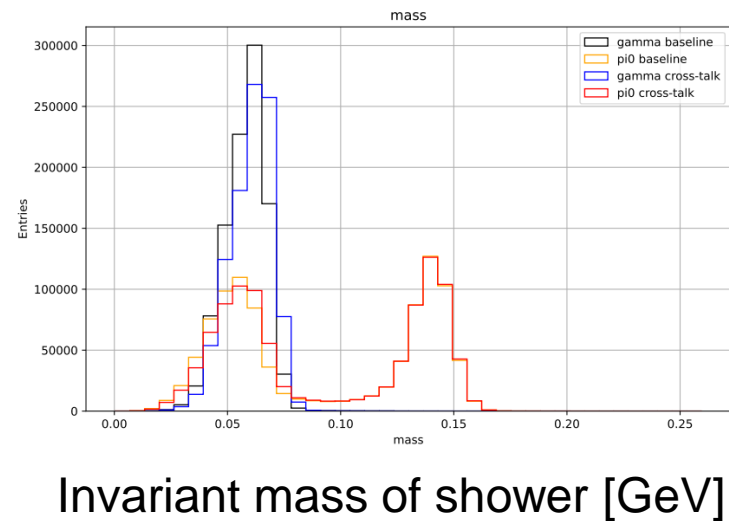 mass
300000
250000
200000
150000
100000
50000
0
Entries
gamma baseline
pi0 baseline
gamma cross-talk
pi0 cross-talk
0.00 0.05 0.10 0.15 0.20 0.25
mass
Invariant mass of shower [GeV]